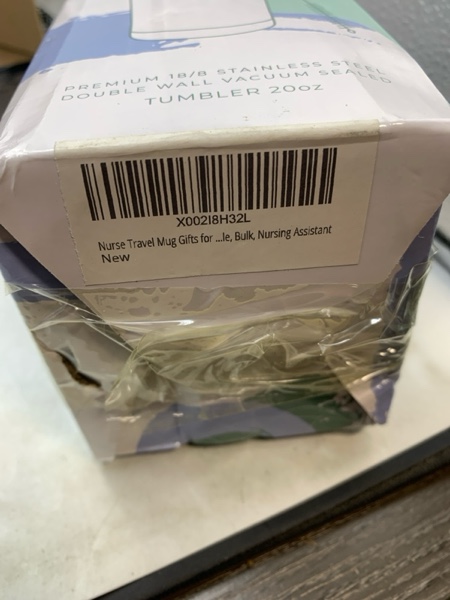 PREMIUM 18/8 STAINLESS STEEL
DOUBLE WALL VACUUM SEALED
TUMBLER 20oz
X002I8H32L
Nurse Travel Mug Gifts for ...le, Bulk, Nursing Assistant
New